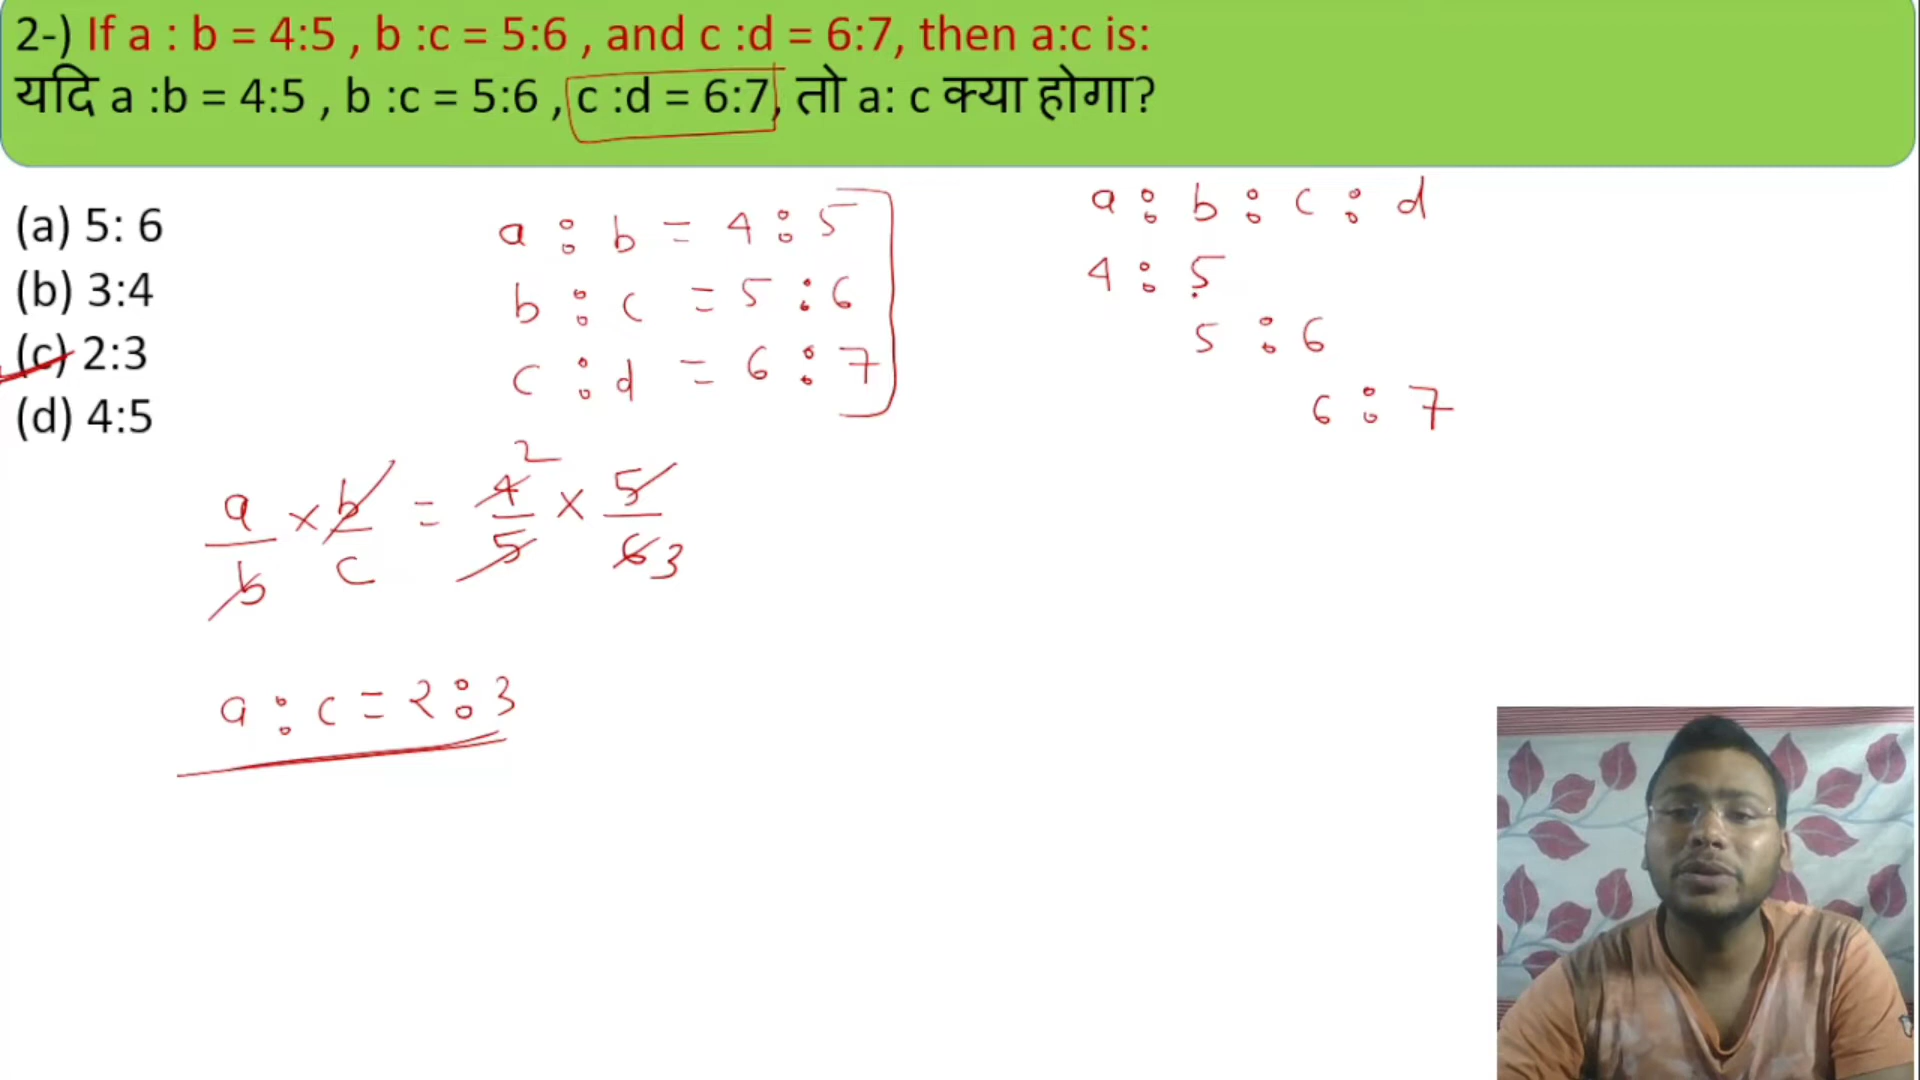 2-) If a : b = 4:5 , b :c = 5:6 , and c :d = 6:7, then a:c is:
यदि a :b = 4:5 , b :c = 5:6 , c :d = 6:7, तो a: c क्या होगा?
(a) 5: 6
(b) 3:4
(c) 2:3
(d) 4:5
a : b = 4 : 5
b : c = 5 : 6
c : d = 6 : 7
a : b : c : d
4 : 5
5 : 6
6 : 7
2
a/b × b/c = 4/5 × 5/6
3
a : c = 2 : 3